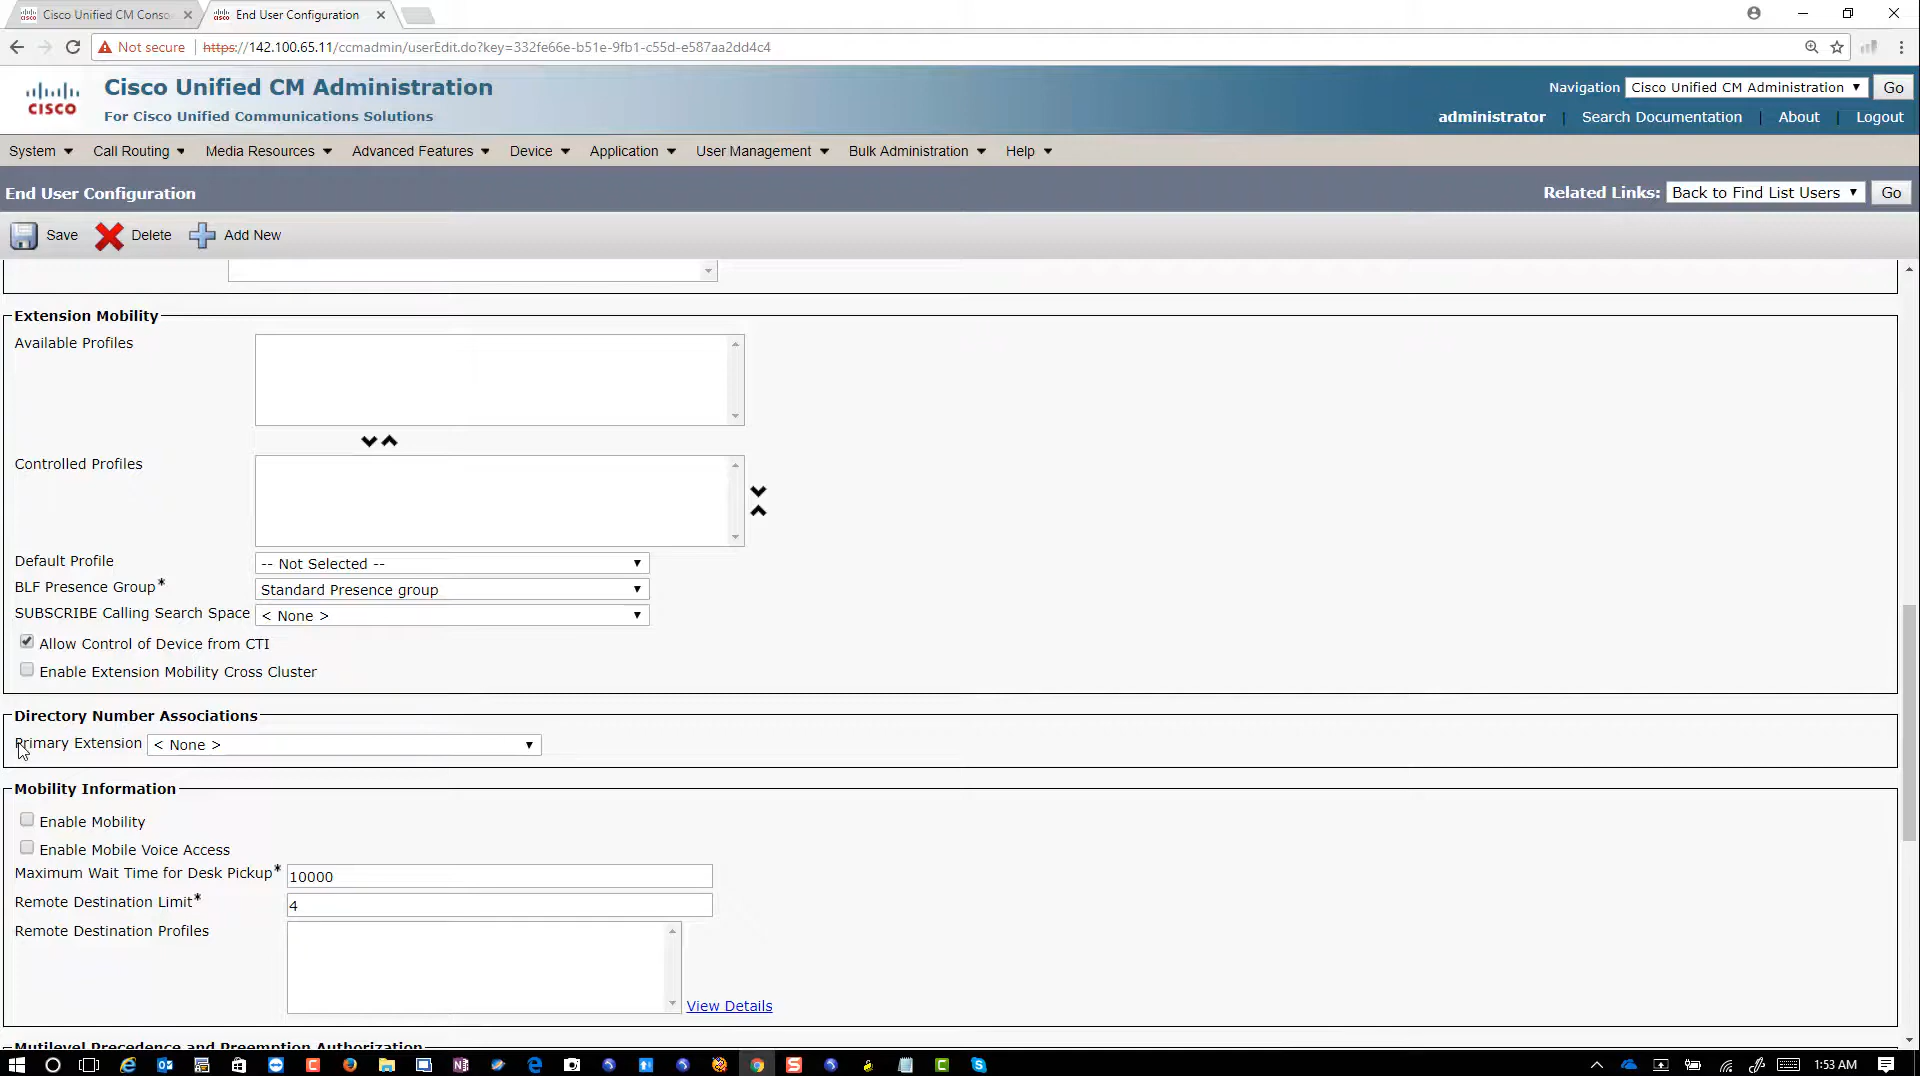 Cisco Unified CM Conso
End User Configuration
Not secure | https://142.100.65.11/ccmadmin/userEdit.do?key=332fe66e-b51e-9fb1-c55d-e587aa2dd4c4
CISCO
Cisco Unified CM Administration
For Cisco Unified Communications Solutions
Navigation Cisco Unified CM Administration Go
administrator | Search Documentation | About | Logout
System Call Routing Media Resources Advanced Features Device Application User Management Bulk Administration Help
End User Configuration
Related Links: Back to Find List Users Go
Save Delete Add New
Extension Mobility
Available Profiles
Controlled Profiles
Default Profile -- Not Selected --
BLF Presence Group* Standard Presence group
SUBSCRIBE Calling Search Space < None >
Allow Control of Device from CTI
Enable Extension Mobility Cross Cluster
Directory Number Associations
Primary Extension < None >
Mobility Information
Enable Mobility
Enable Mobile Voice Access
Maximum Wait Time for Desk Pickup* 10000
Remote Destination Limit* 4
Remote Destination Profiles
View Details
Mutilevel Precedence and Preemption Authorization
1:53 AM